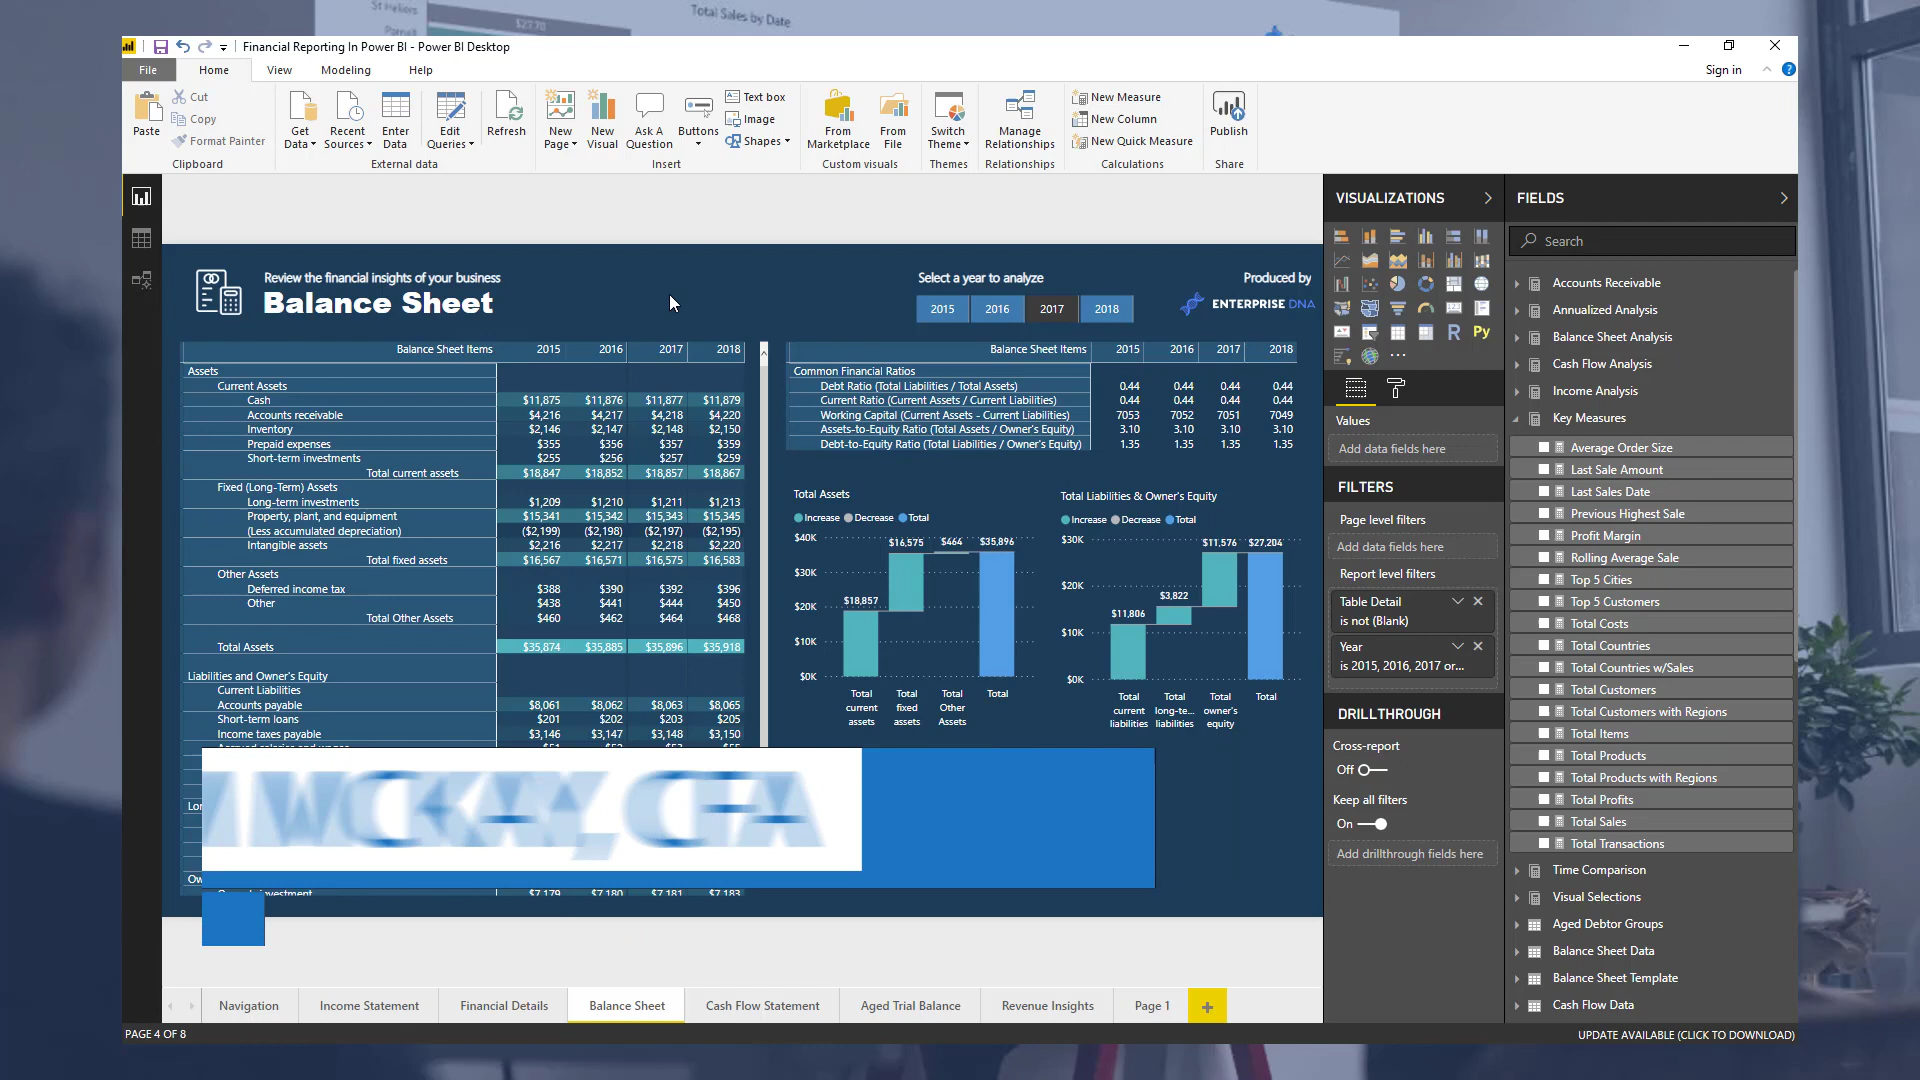 St Heliers
Total Sales by Date
Financial Reporting In Power BI - Power BI Desktop
File Home View Modeling Help
Sign in
Paste
Cut
Copy
Format Painter
Clipboard
Get Data
Recent Sources
Enter Data
Edit Queries
Refresh
External data
New Page
New Visual
Ask A Question
Buttons
Text box
Image
Shapes
Insert
From Marketplace
From File
Custom visuals
Switch Theme
Themes
Manage Relationships
Relationships
New Measure
New Column
New Quick Measure
Calculations
Publish
Share
Review the financial insights of your business
Balance Sheet
Select a year to analyze
2015 2016 2017 2018
Produced by
ENTERPRISE DNA
Balance Sheet Items 2015 2016 2017 2018
Assets
Current Assets
Cash $11,875 $11,876 $11,877 $11,879
Accounts receivable $4,216 $4,217 $4,218 $4,220
Inventory $2,146 $2,147 $2,148 $2,150
Prepaid expenses $355 $356 $357 $359
Short-term investments $255 $256 $257 $259
Total current assets $18,847 $18,852 $18,857 $18,867
Fixed (Long-Term) Assets
Long-term investments $1,209 $1,210 $1,211 $1,213
Property, plant, and equipment $15,341 $15,342 $15,343 $15,345
(Less accumulated depreciation) ($2,199) ($2,198) ($2,197) ($2,195)
Intangible assets $2,216 $2,217 $2,218 $2,220
Total fixed assets $16,567 $16,571 $16,575 $16,583
Other Assets
Deferred income tax $388 $390 $392 $396
Other $438 $441 $444 $450
Total Other Assets $460 $462 $464 $468
Total Assets $35,874 $35,885 $35,896 $35,918
Liabilities and Owner's Equity
Current Liabilities
Accounts payable $8,061 $8,062 $8,063 $8,065
Short-term loans $201 $202 $203 $205
Income taxes payable $3,146 $3,147 $3,148 $3,150
CKAY, CFA
$7,179 $7,180 $7,181 $7,183
Balance Sheet Items 2015 2016 2017 2018
Common Financial Ratios
Debt Ratio (Total Liabilities / Total Assets) 0.44 0.44 0.44 0.44
Current Ratio (Current Assets / Current Liabilities) 0.44 0.44 0.44 0.44
Working Capital (Current Assets - Current Liabilities) 7053 7052 7051 7049
Assets-to-Equity Ratio (Total Assets / Owner's Equity) 3.10 3.10 3.10 3.10
Debt-to-Equity Ratio (Total Liabilities / Owner's Equity) 1.35 1.35 1.35 1.35
Total Assets
Increase Decrease Total
$40K
$30K
$20K
$10K
$0K
$18,857
$16,575
$464
$35,896
Total current assets
Total fixed assets
Total Other Assets
Total
Total Liabilities & Owner's Equity
Increase Decrease Total
$30K
$20K
$10K
$0K
$11,806
$3,822
$11,576
$27,204
Total current liabilities
Total long-te... liabilities
Total owner's equity
Total
VISUALIZATIONS
R
Py
Values
Add data fields here
FILTERS
Page level filters
Add data fields here
Report level filters
Table Detail
is not (Blank)
Year
is 2015, 2016, 2017 or...
DRILLTHROUGH
Cross-report
Off
Keep all filters
On
Add drillthrough fields here
FIELDS
Search
Accounts Receivable
Annualized Analysis
Balance Sheet Analysis
Cash Flow Analysis
Income Analysis
Key Measures
Average Order Size
Last Sale Amount
Last Sales Date
Previous Highest Sale
Profit Margin
Rolling Average Sale
Top 5 Cities
Top 5 Customers
Total Costs
Total Countries
Total Countries w/Sales
Total Customers
Total Customers with Regions
Total Items
Total Products
Total Products with Regions
Total Profits
Total Sales
Total Transactions
Time Comparison
Visual Selections
Aged Debtor Groups
Balance Sheet Data
Balance Sheet Template
Cash Flow Data
Navigation Income Statement Financial Details Balance Sheet Cash Flow Statement Aged Trial Balance Revenue Insights Page 1
PAGE 4 OF 8
UPDATE AVAILABLE (CLICK TO DOWNLOAD)